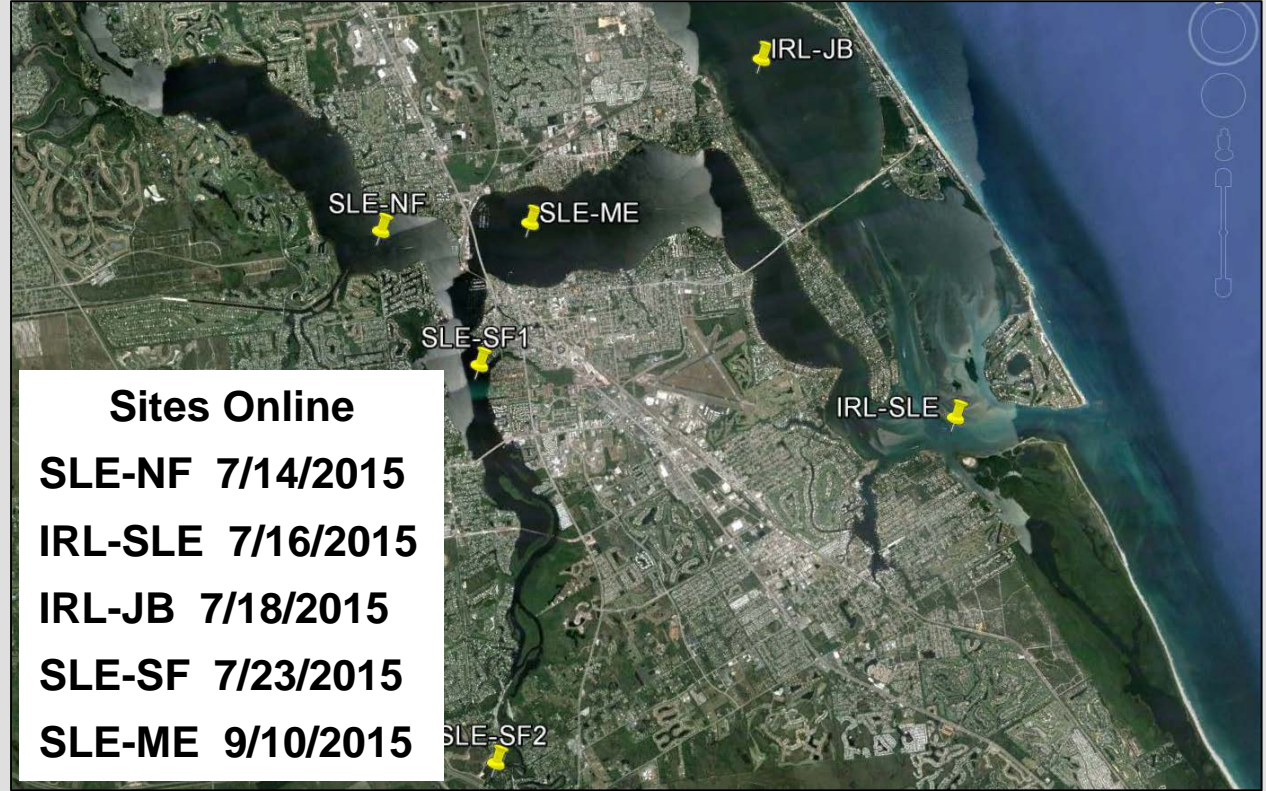 IRL-JB
SLE-NF
SLE-ME
SLE-SF1
IRL-SLE
Sites Online
SLE-NF 7/14/2015
IRL-SLE 7/16/2015
IRL-JB 7/18/2015
SLE-SF 7/23/2015
SLE-ME 9/10/2015
SLE-SF2